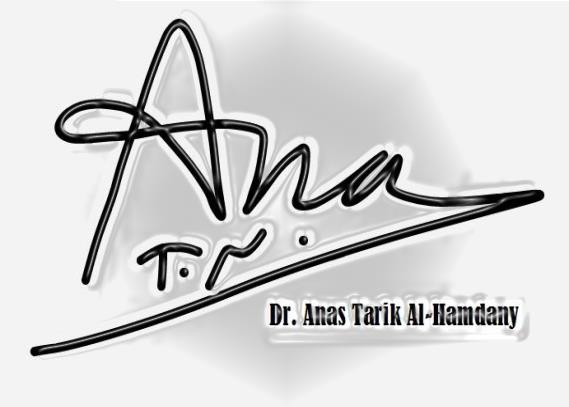 Ana
T. N.
Dr. Anas Tarik Al-Hamdany